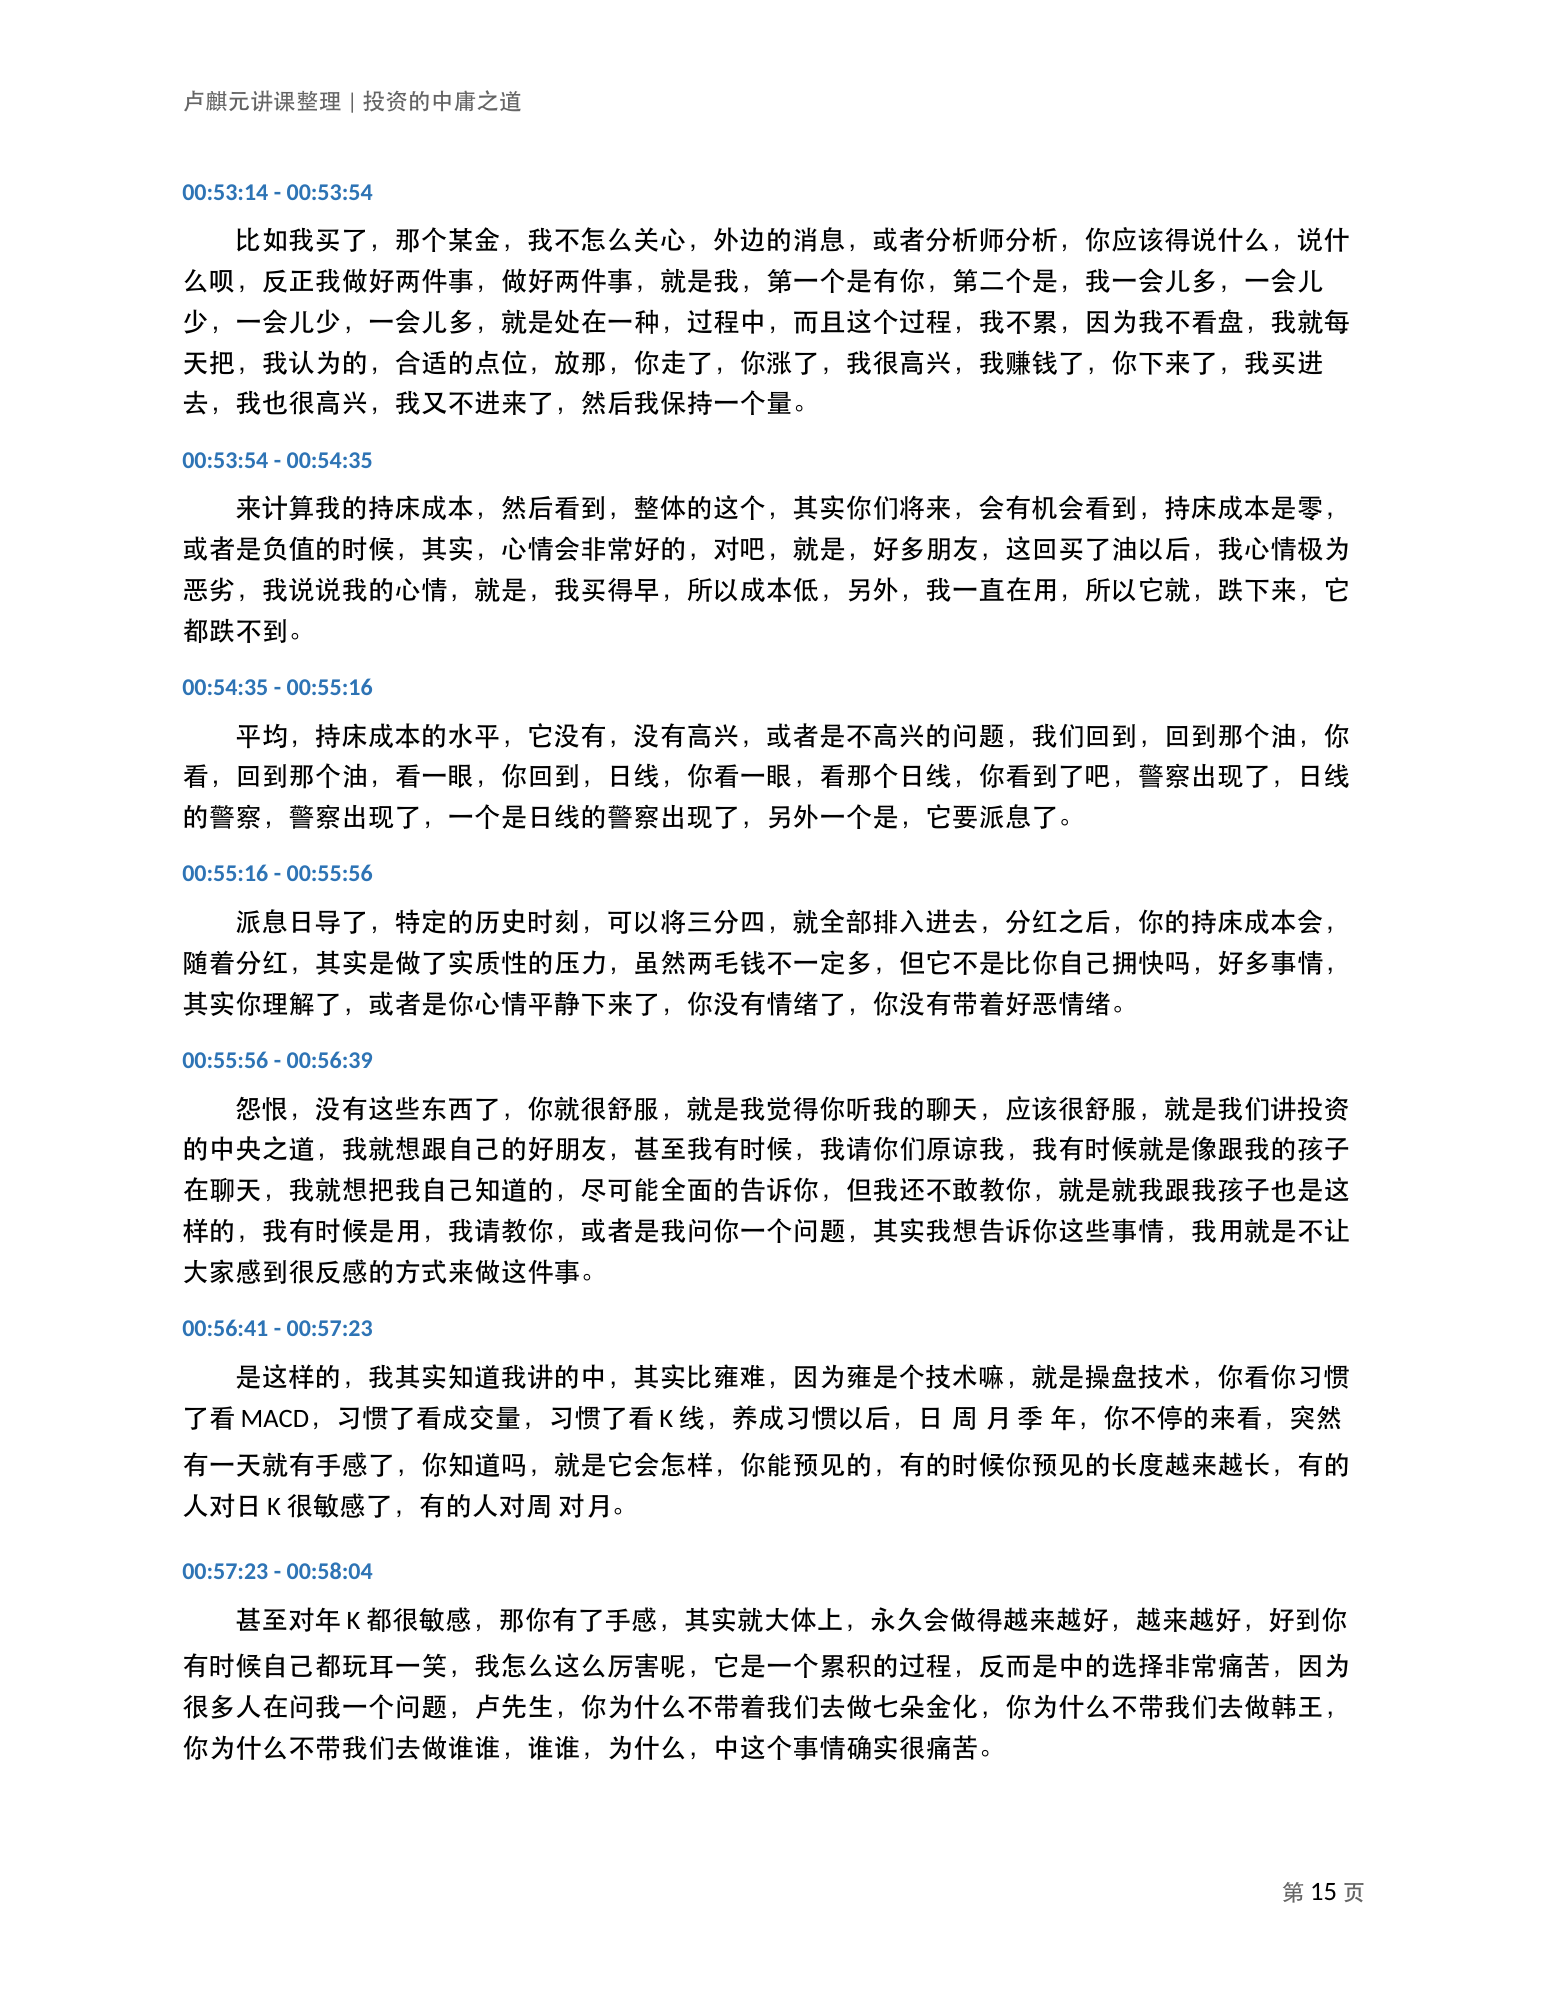 卢麒元讲课整理 | 投资的中庸之道
00:53:14 - 00:53:54
比如我买了，那个某金，我不怎么关心，外边的消息，或者分析师分析，你应该得说什么，说什
么呗，反正我做好两件事，做好两件事，就是我，第一个是有你，第二个是，我一会儿多，一会儿
少，一会儿少，一会儿多，就是处在一种，过程中，而且这个过程，我不累，因为我不看盘，我就每
天把，我认为的，合适的点位，放那，你走了，你涨了，我很高兴，我赚钱了，你下来了，我买进
去，我也很高兴，我又不进来了，然后我保持一个量。
00:53:54 - 00:54:35
来计算我的持床成本，然后看到，整体的这个，其实你们将来，会有机会看到，持床成本是零，
或者是负值的时候，其实，心情会非常好的，对吧，就是，好多朋友，这回买了油以后，我心情极为
恶劣，我说说我的心情，就是，我买得早，所以成本低，另外，我一直在用，所以它就，跌下来，它
都跌不到。
00:54:35 - 00:55:16
平均，持床成本的水平，它没有，没有高兴，或者是不高兴的问题，我们回到，回到那个油，你
看，回到那个油，看一眼，你回到，日线，你看一眼，看那个日线，你看到了吧，警察出现了，日线
的警察，警察出现了，一个是日线的警察出现了，另外一个是，它要派息了。
00:55:16 - 00:55:56
派息日导了，特定的历史时刻，可以将三分四，就全部排入进去，分红之后，你的持床成本会，
随着分红，其实是做了实质性的压力，虽然两毛钱不一定多，但它不是比你自己拥快吗，好多事情，
其实你理解了，或者是你心情平静下来了，你没有情绪了，你没有带着好恶情绪。
00:55:56 - 00:56:39
怨恨，没有这些东西了，你就很舒服，就是我觉得你听我的聊天，应该很舒服，就是我们讲投资
的中央之道，我就想跟自己的好朋友，甚至我有时候，我请你们原谅我，我有时候就是像跟我的孩子
在聊天，我就想把我自己知道的，尽可能全面的告诉你，但我还不敢教你，就是就我跟我孩子也是这
样的，我有时候是用，我请教你，或者是我问你一个问题，其实我想告诉你这些事情，我用就是不让
大家感到很反感的方式来做这件事。
00:56:41 - 00:57:23
是这样的，我其实知道我讲的中，其实比雍难，因为雍是个技术嘛，就是操盘技术，你看你习惯
了看 MACD，习惯了看成交量，习惯了看 K 线，养成习惯以后，日 周 月 季 年，你不停的来看，突然
有一天就有手感了，你知道吗，就是它会怎样，你能预见的，有的时候你预见的长度越来越长，有的
人对日 K 很敏感了，有的人对周 对月。
00:57:23 - 00:58:04
甚至对年 K 都很敏感，那你有了手感，其实就大体上，永久会做得越来越好，越来越好，好到你
有时候自己都玩耳一笑，我怎么这么厉害呢，它是一个累积的过程，反而是中的选择非常痛苦，因为
很多人在问我一个问题，卢先生，你为什么不带着我们去做七朵金化，你为什么不带我们去做韩王，
你为什么不带我们去做谁谁，谁谁，为什么，中这个事情确实很痛苦。
第 15 页